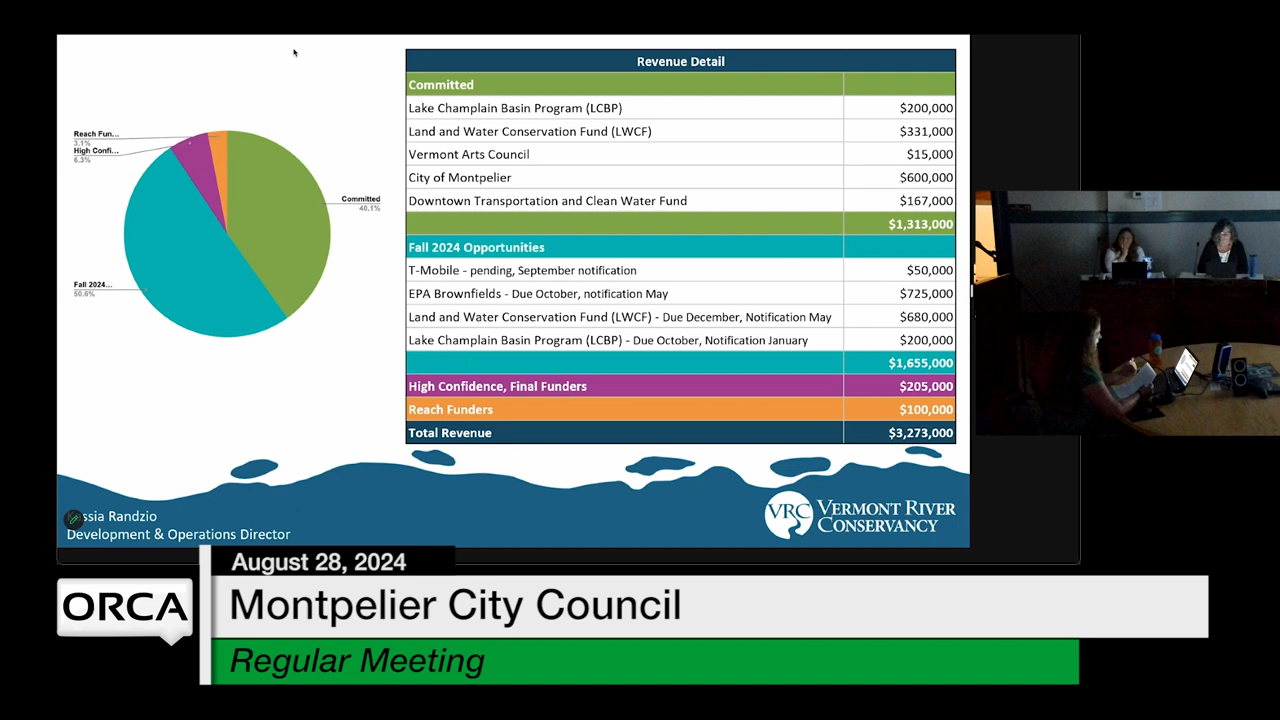 Reach Fun...
3.1%
High Confi...
6.3%
Committed
40.1%
Fall 2024...
50.6%
Revenue Detail
Committed
Lake Champlain Basin Program (LCBP) $200,000
Land and Water Conservation Fund (LWCF) $331,000
Vermont Arts Council $15,000
City of Montpelier $600,000
Downtown Transportation and Clean Water Fund $167,000
$1,313,000
Fall 2024 Opportunities
T-Mobile - pending, September notification $50,000
EPA Brownfields - Due October, notification May $725,000
Land and Water Conservation Fund (LWCF) - Due December, Notification May $680,000
Lake Champlain Basin Program (LCBP) - Due October, Notification January $200,000
$1,655,000
High Confidence, Final Funders $205,000
Reach Funders $100,000
Total Revenue $3,273,000
ssia Randzio
Development & Operations Director
VRC VERMONT RIVER
CONSERVANCY
August 28, 2024
ORCA
Montpelier City Council
Regular Meeting